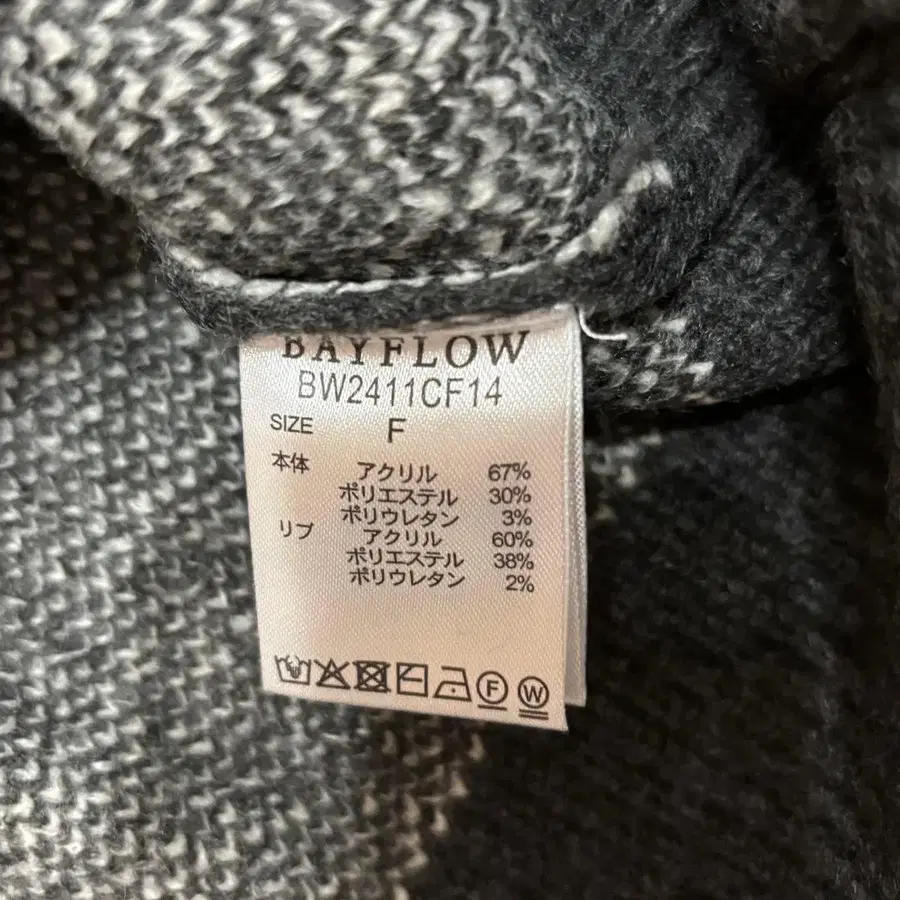 BAYFLOW
BW2411CF14
SIZE F
本体 アクリル 67%
ポリエステル 30%
ポリウレタン 3%
リブ アクリル 60%
ポリエステル 38%
ポリウレタン 2%
F W